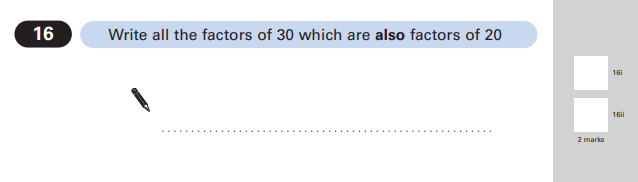 16 Write all the factors of 30 which are also factors of 20
16i
16ii
2 marks